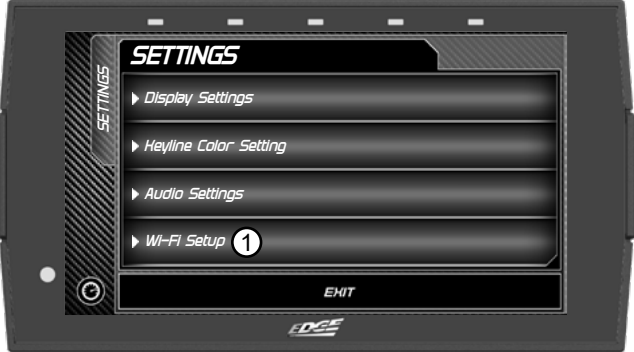 SETTINGS
SETTINGS
Display Settings
Keyline Color Setting
Audio Settings
Wi-Fi Setup 1
EXIT
EDGE